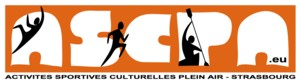 ASCPA
.eu
ACTIVITES SPORTIVES CULTURELLES PLEIN AIR - STRASBOURG